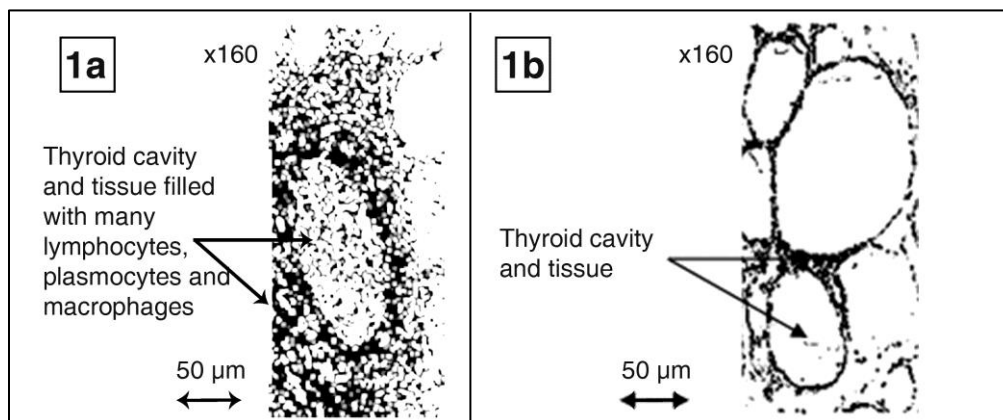 1a
x160
Thyroid cavity
and tissue filled
with many
lymphocytes,
plasmocytes and
macrophages
50 µm
1b
x160
Thyroid cavity
and tissue
50 µm